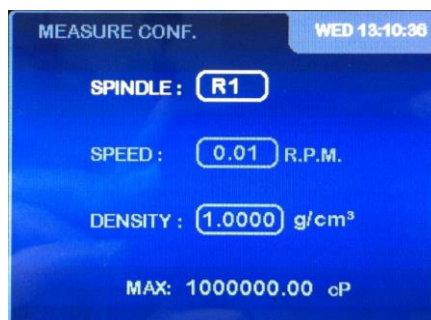 MEASURE CONF. WED 13:10:36
SPINDLE: R1
SPEED: 0.01 R.P.M.
DENSITY: 1.0000 g/cm³
MAX: 1000000.00 cP